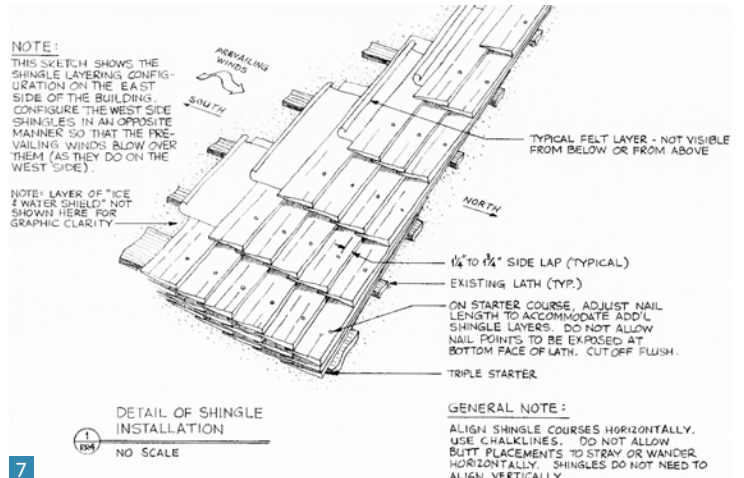 NOTE:
THIS SKETCH SHOWS THE
SHINGLE LAYERING CONFIG-
URATION ON THE EAST
SIDE OF THE BUILDING.
CONFIGURE THE WEST SIDE
SHINGLES IN AN OPPOSITE
MANNER SO THAT THE PRE-
VAILING WINDS BLOW OVER
THEM (AS THEY DO ON THE
WEST SIDE).
NOTE: LAYER OF "ICE
& WATER SHIELD" NOT
SHOWN HERE FOR
GRAPHIC CLARITY
PREVAILING
WINDS
SOUTH
TYPICAL FELT LAYER - NOT VISIBLE
FROM BELOW OR FROM ABOVE
NORTH
1¼" TO 1¾" SIDE LAP (TYPICAL)
EXISTING LATH (TYP.)
ON STARTER COURSE, ADJUST NAIL
LENGTH TO ACCOMMODATE ADD'L
SHINGLE LAYERS. DO NOT ALLOW
NAIL POINTS TO BE EXPOSED AT
BOTTOM FACE OF LATH. CUT OFF FLUSH.
TRIPLE STARTER
DETAIL OF SHINGLE
INSTALLATION
1
RR4
NO SCALE
GENERAL NOTE:
ALIGN SHINGLE COURSES HORIZONTALLY.
USE CHALKLINES. DO NOT ALLOW
BUTT PLACEMENTS TO STRAY OR WANDER
HORIZONTALLY. SHINGLES DO NOT NEED TO
ALIGN VERTICALLY
7